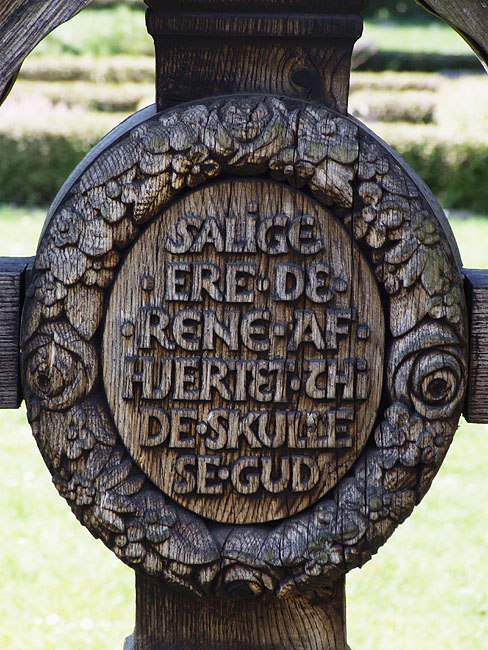 SALIGE
· ERE · DE ·
· RENE · AF ·
HJERTET · THI
DE · SKULLE
SE · GUD